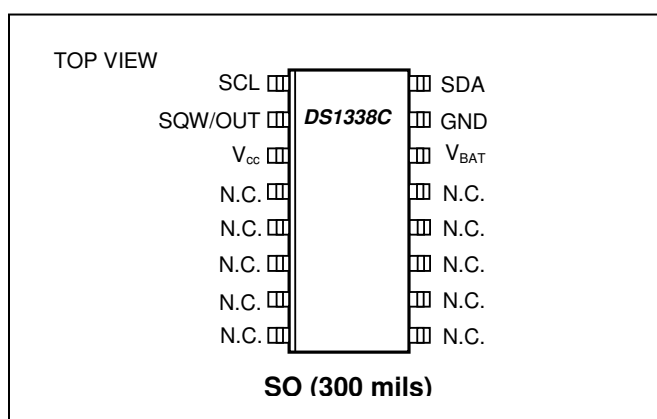 TOP VIEW
SCL SDA
SQW/OUT DS1338C GND
Vcc VBAT
N.C. N.C.
N.C. N.C.
N.C. N.C.
N.C. N.C.
N.C. N.C.
SO (300 mils)